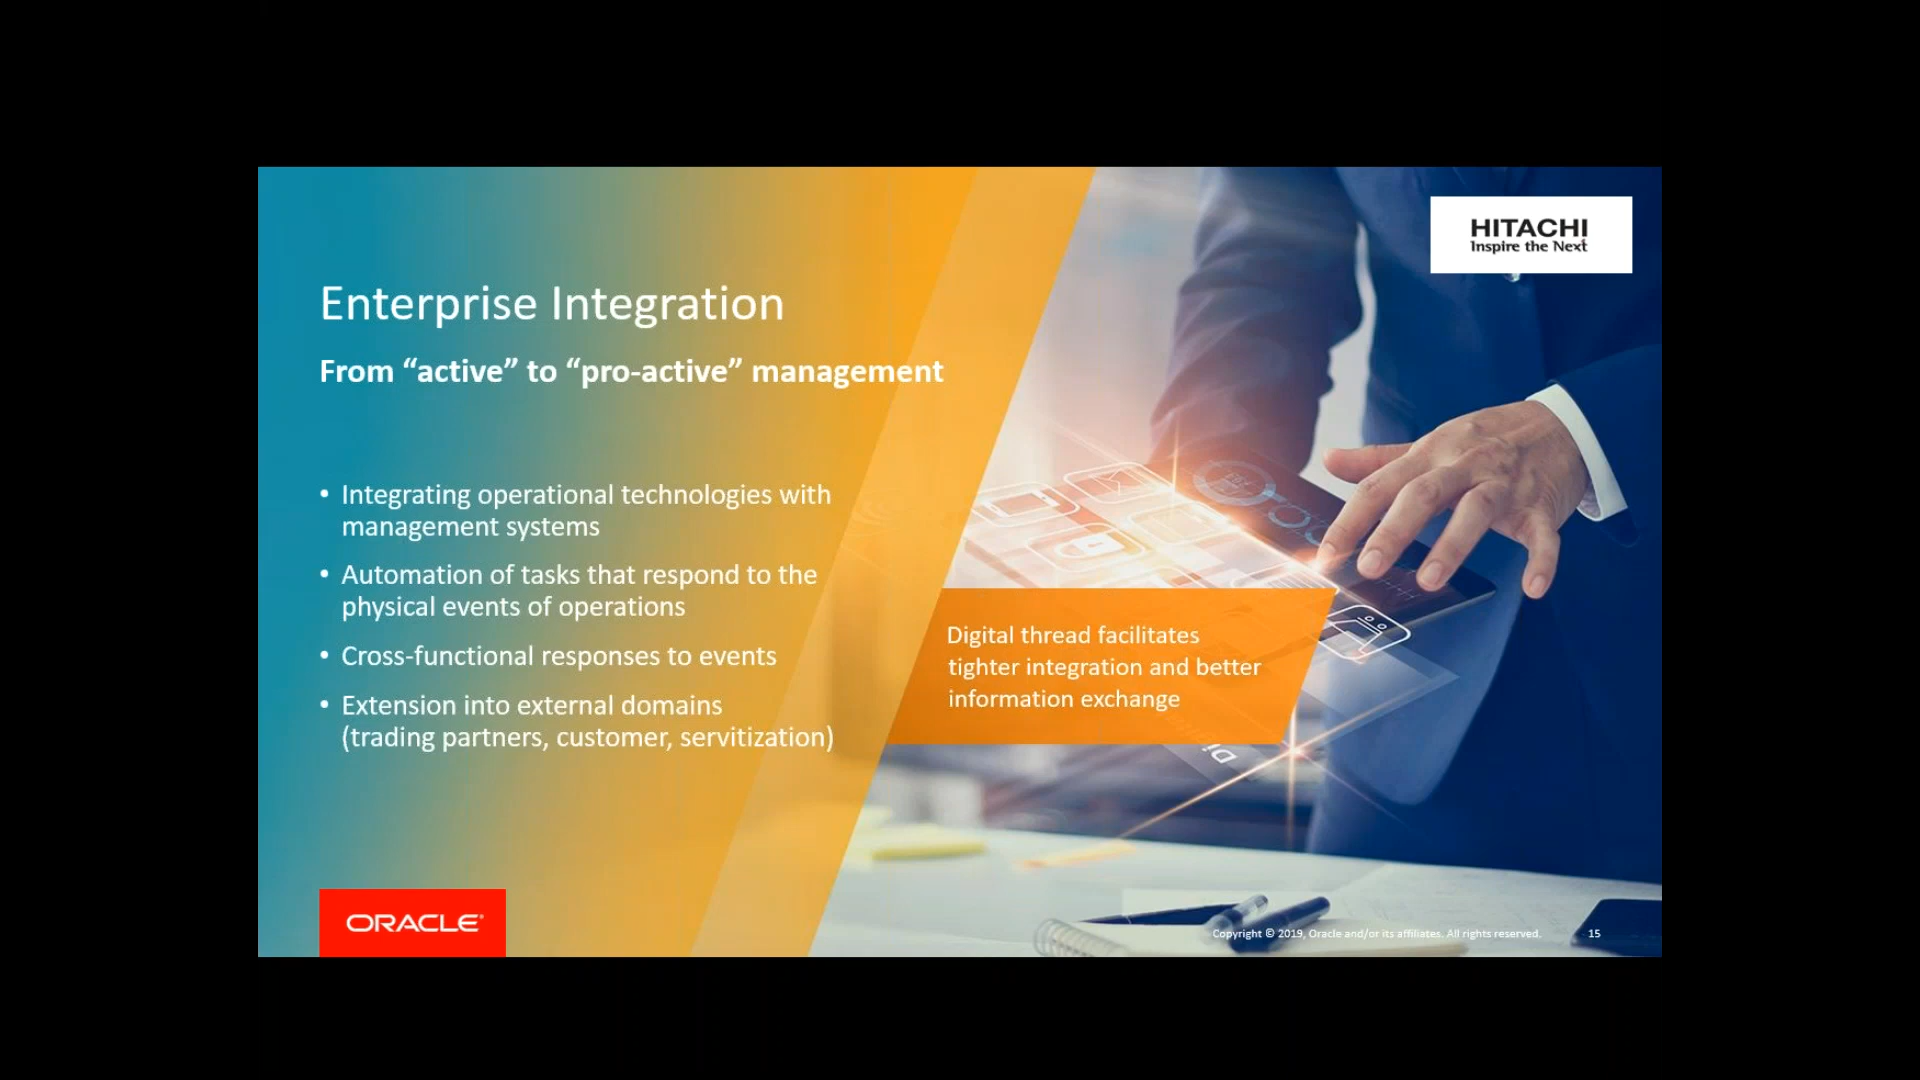 HITACHI
Inspire the Next
Enterprise Integration
From “active” to “pro-active” management
• Integrating operational technologies with
management systems
• Automation of tasks that respond to the
physical events of operations
• Cross-functional responses to events
• Extension into external domains
(trading partners, customer, servitization)
Digital thread facilitates
tighter integration and better
information exchange
ORACLE®
Copyright © 2019, Oracle and/or its affiliates. All rights reserved.
15